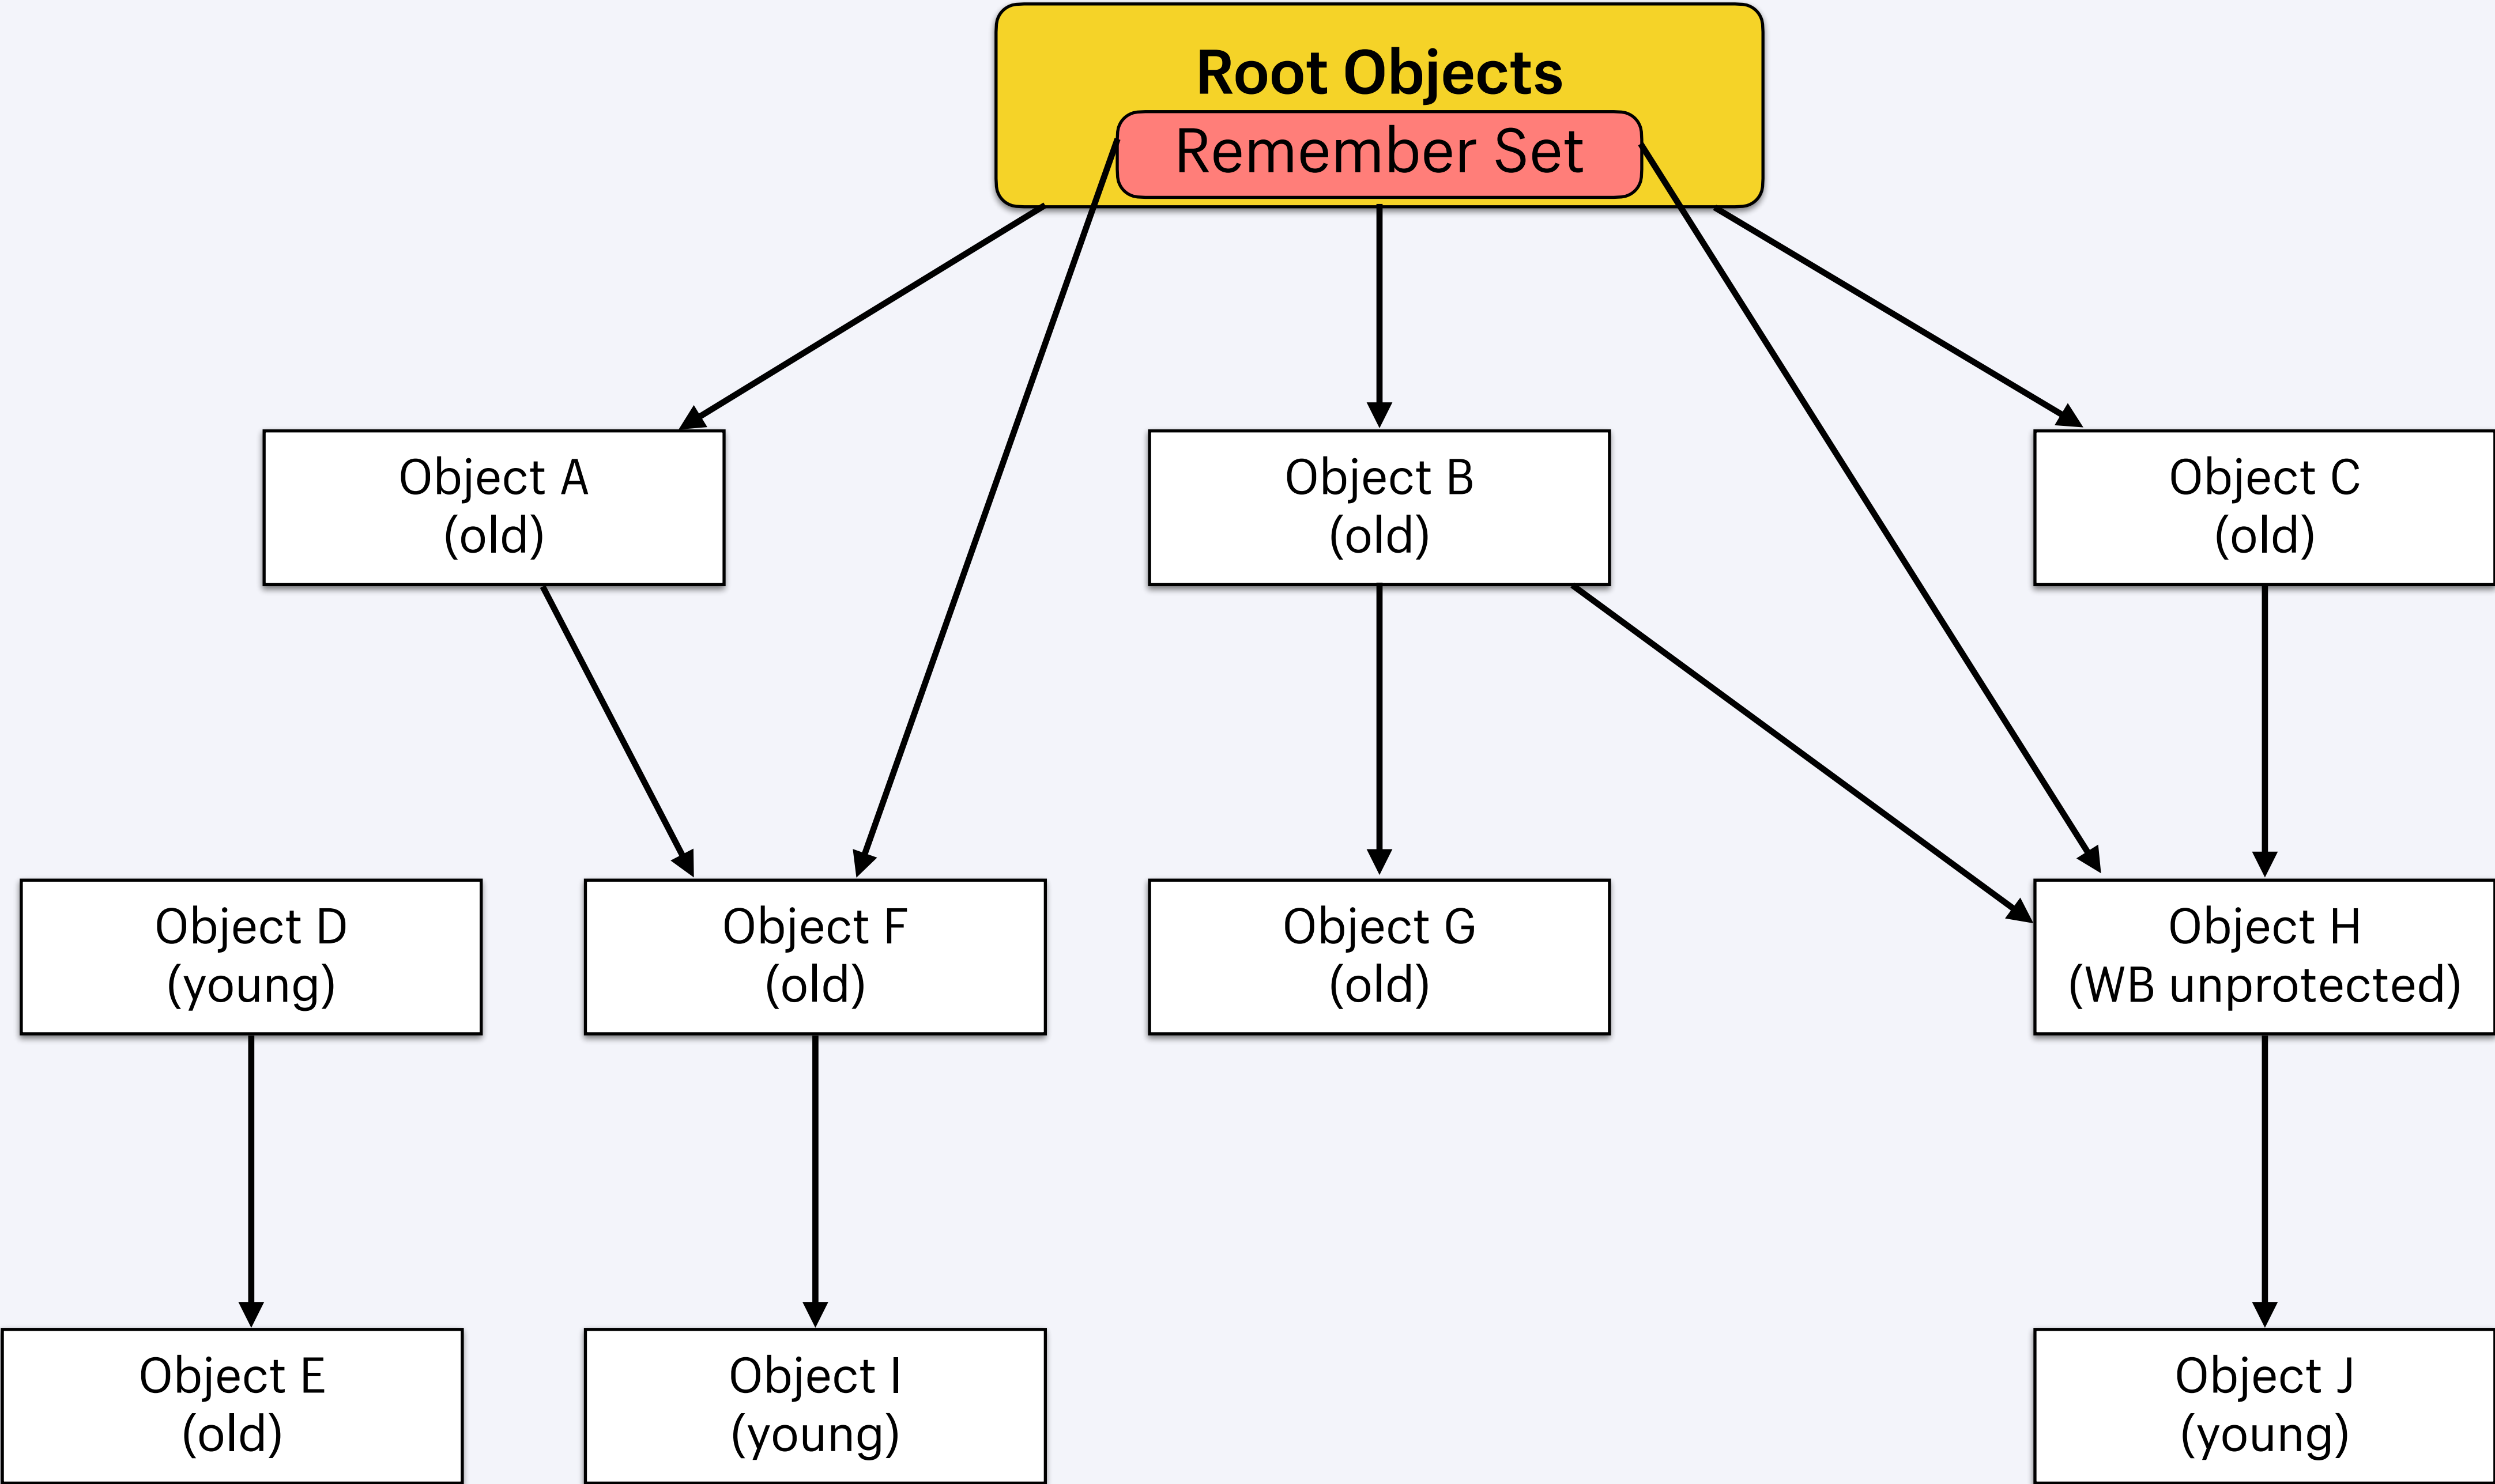 Root Objects
Remember Set
Object A
(old)
Object B
(old)
Object C
(old)
Object D
(young)
Object F
(old)
Object G
(old)
Object H
(WB unprotected)
Object E
(old)
Object I
(young)
Object J
(young)